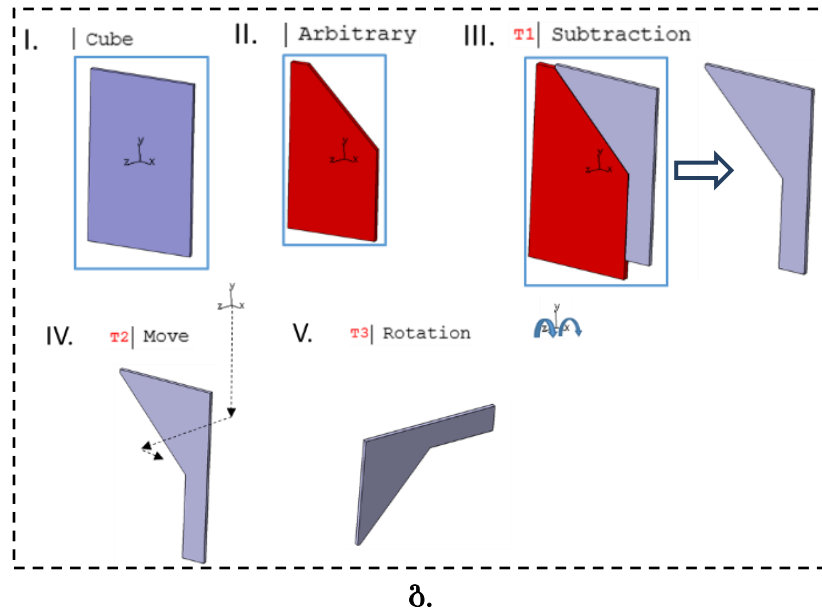 I. | Cube
II. | Arbitrary
III. T1| Subtraction
y
z x
y
z x
y
z x
y
z x
IV. T2| Move
V. T3| Rotation
y
z x
გ.